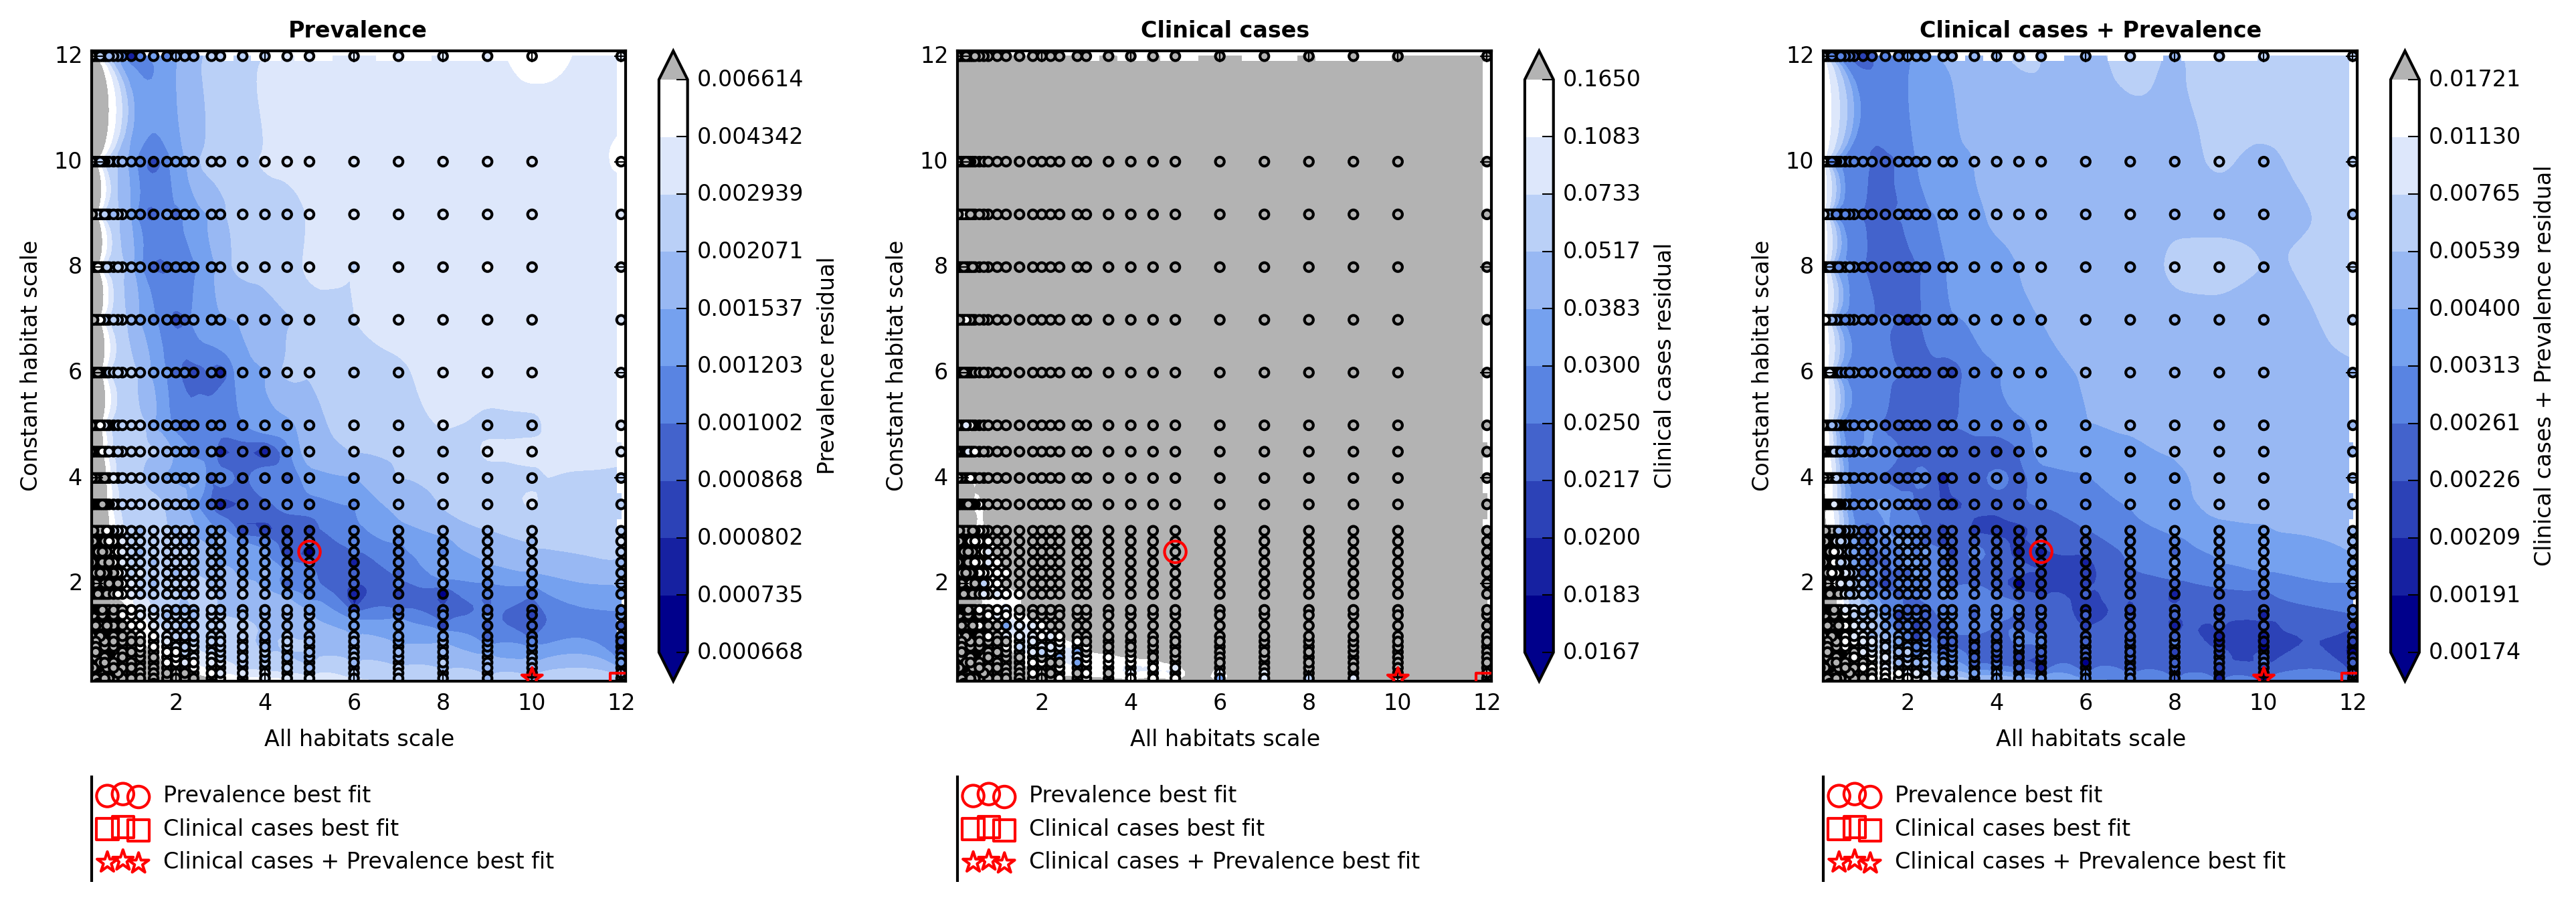 Prevalence
12
10
8
6
4
2
2 4 6 8 10 12
Constant habitat scale
All habitats scale
0.006614
0.004342
0.002939
0.002071
0.001537
0.001203
0.001002
0.000868
0.000802
0.000735
0.000668
Prevalence residual
Prevalence best fit
Clinical cases best fit
Clinical cases + Prevalence best fit
Clinical cases
12
10
8
6
4
2
2 4 6 8 10 12
Constant habitat scale
All habitats scale
0.1650
0.1083
0.0733
0.0517
0.0383
0.0300
0.0250
0.0217
0.0200
0.0183
0.0167
Clinical cases residual
Prevalence best fit
Clinical cases best fit
Clinical cases + Prevalence best fit
Clinical cases + Prevalence
12
10
8
6
4
2
2 4 6 8 10 12
Constant habitat scale
All habitats scale
0.01721
0.01130
0.00765
0.00539
0.00400
0.00313
0.00261
0.00226
0.00209
0.00191
0.00174
Clinical cases + Prevalence residual
Prevalence best fit
Clinical cases best fit
Clinical cases + Prevalence best fit